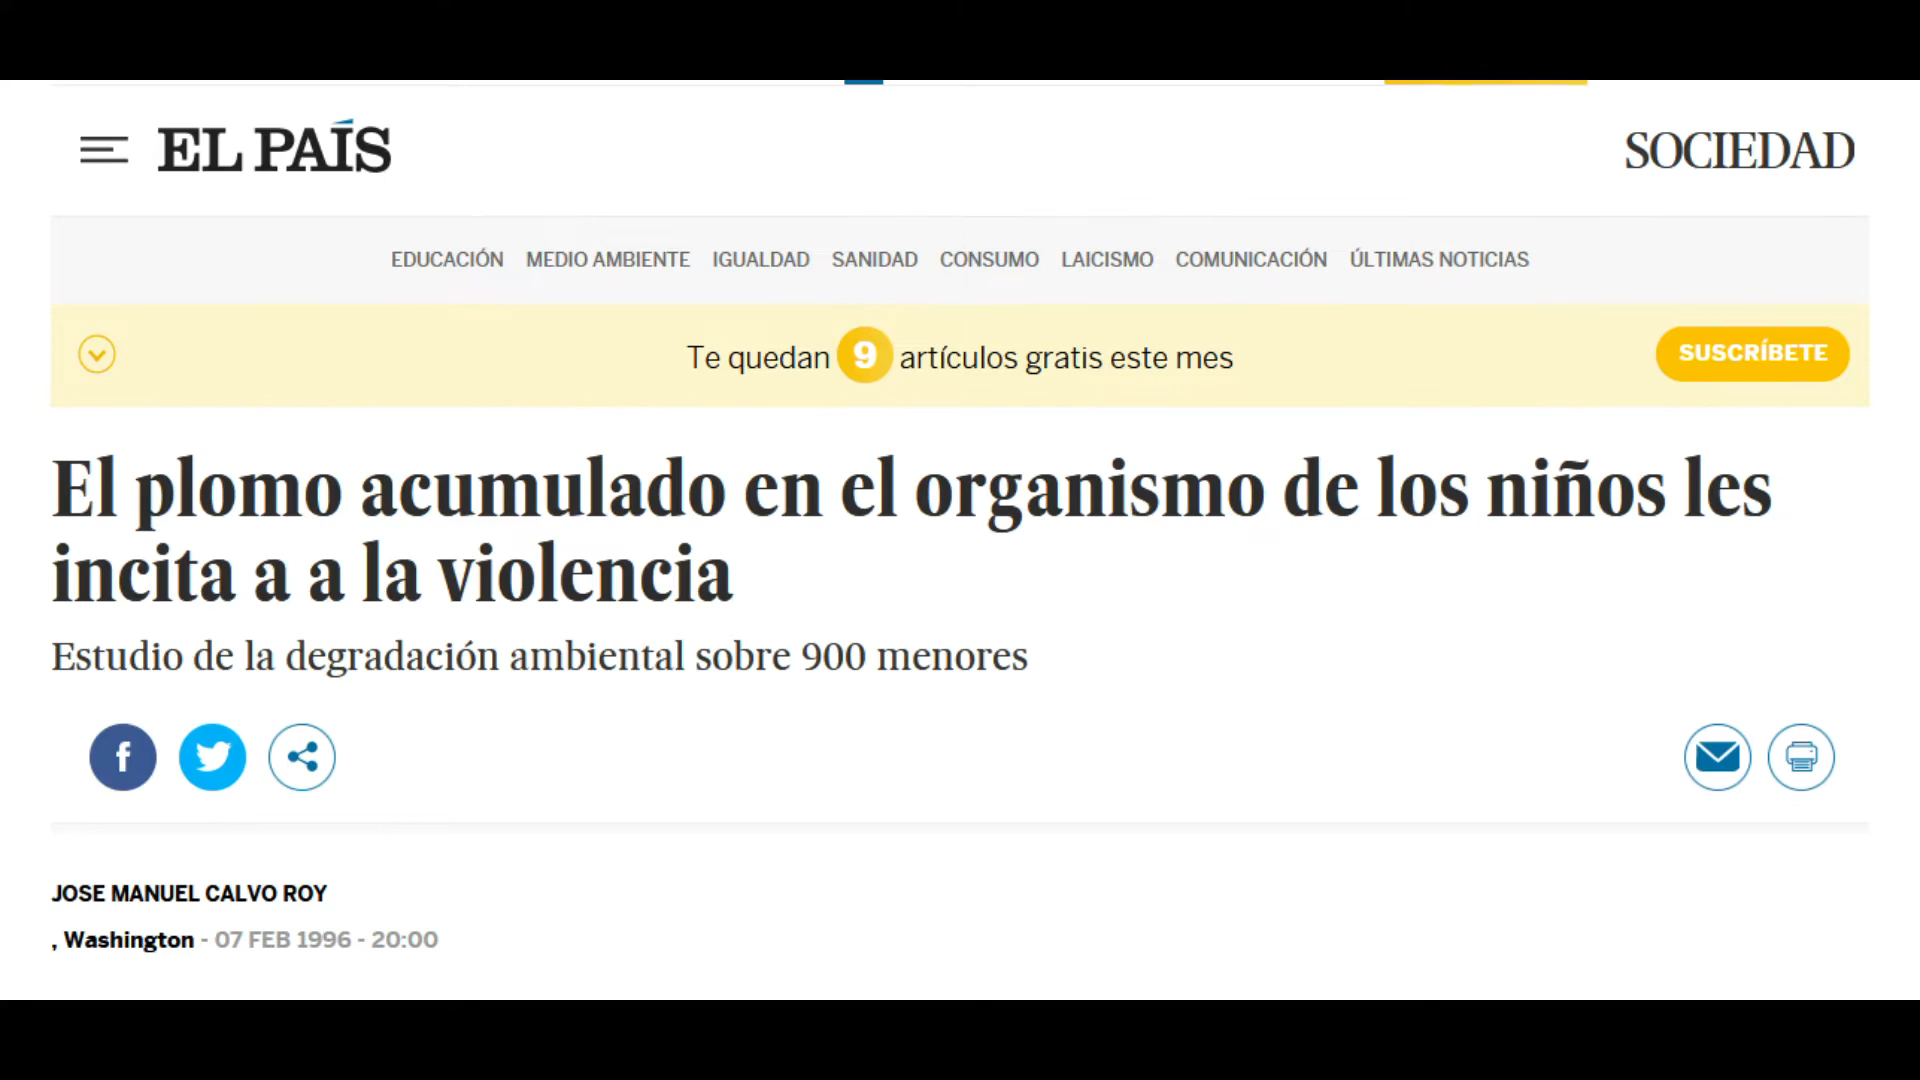 EL PAÍS
SOCIEDAD
EDUCACIÓN MEDIO AMBIENTE IGUALDAD SANIDAD CONSUMO LAICISMO COMUNICACIÓN ÚLTIMAS NOTICIAS
Te quedan 9 artículos gratis este mes
SUSCRÍBETE
El plomo acumulado en el organismo de los niños les
incita a a la violencia
Estudio de la degradación ambiental sobre 900 menores
JOSE MANUEL CALVO ROY
, Washington - 07 FEB 1996 - 20:00